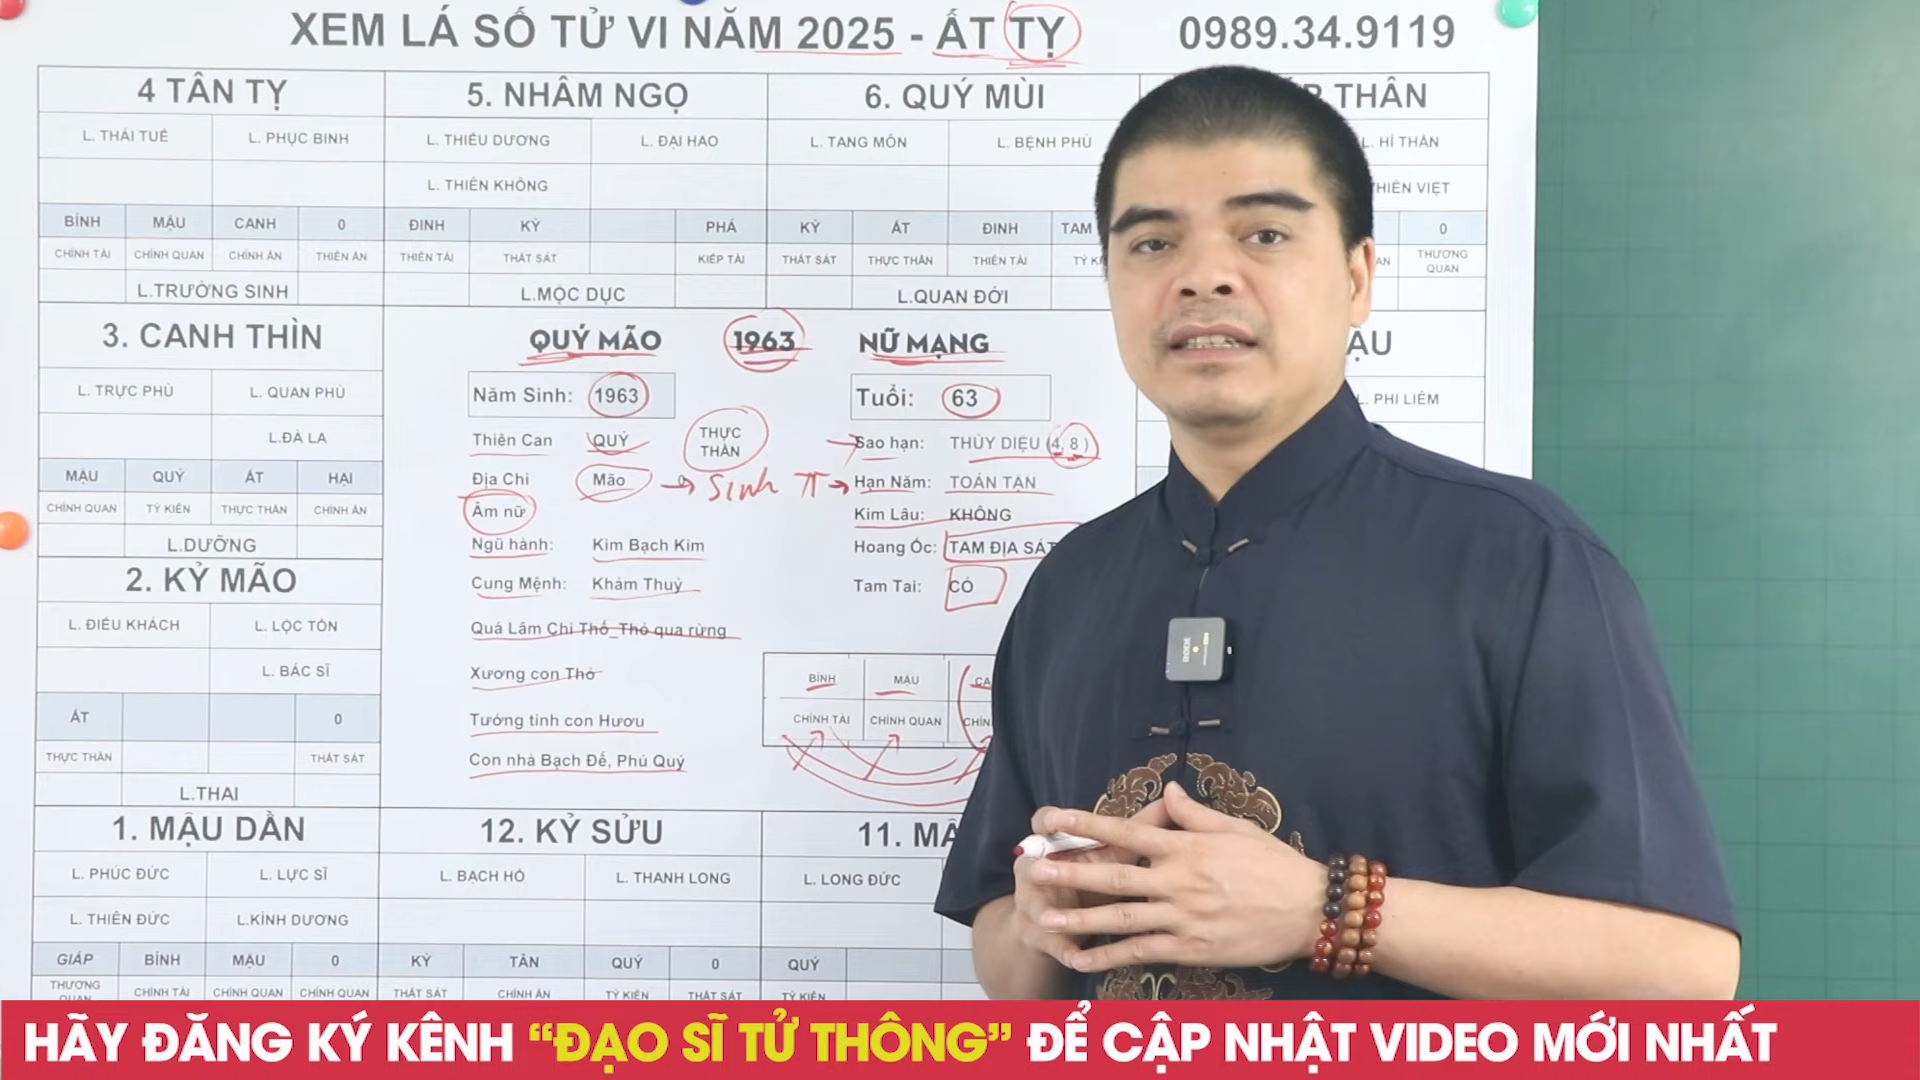 XEM LÁ SỐ TỬ VI NĂM 2025 - ẤT TỴ
0989.34.9119
4 TÂN TỴ
5. NHÂM NGỌ
6. QUÝ MÙI
THÂN
L. THÁI TUẾ
L. PHỤC BINH
L. THIẾU DƯƠNG
L. ĐẠI HAO
L. TANG MÔN
L. BỆNH PHÙ
L. HỈ THẦN
L. THIÊN KHÔNG
THIÊN VIỆT
BÍNH
MẬU
CANH
0
ĐINH
KỶ
PHÁ
KỶ
ẤT
ĐINH
TAM
0
CHÍNH TÀI
CHÍNH QUAN
CHÍNH ẤN
THIÊN ẤN
THIÊN TÀI
THẤT SÁT
KIẾP TÀI
THẤT SÁT
THỰC THẦN
THIÊN TÀI
THƯƠNG QUAN
L.TRƯỜNG SINH
L.MỘC DỤC
L.QUAN ĐỚI
3. CANH THÌN
L. TRỰC PHÙ
L. QUAN PHỦ
L.ĐÀ LA
MẬU
QUÝ
ẤT
HẠI
CHÍNH QUAN
TỶ KIÊN
THỰC THẦN
CHÍNH ẤN
L.DƯỠNG
QUÝ MÃO
1963
NỮ MẠNG
Năm Sinh: 1963
Tuổi: 63
Thiên Can QUÝ
THỰC THẦN
Sao hạn: THỦY DIỆU (4, 8 )
Địa Chi Mão
Sinh
Hạn Năm: TOÁN TẬN
Âm nữ
Kim Lâu: KHÔNG
Ngũ hành: Kim Bạch Kim
Hoang Ốc: TAM ĐỊA SÁT
Cung Mệnh: Khảm Thuỷ
Tam Tai: CÓ
Quá Lâm Chi Thố_Thỏ qua rừng
Xương con Thỏ
Tướng tinh con Hươu
Con nhà Bạch Đế, Phú Quý
BÍNH
MẬU
CA
CHÍNH TÀI
CHÍNH QUAN
CHÍN
ẬU
L. PHI LIÊM
2. KỶ MÃO
L. ĐIẾU KHÁCH
L. LỘC TỒN
L. BÁC SĨ
ẤT
0
THỰC THẦN
THẤT SÁT
L.THAI
1. MẬU DẦN
12. KỶ SỬU
11. MẬ
L. PHÚC ĐỨC
L. LỰC SĨ
L. BẠCH HỔ
L. THANH LONG
L. LONG ĐỨC
L. THIÊN ĐỨC
L.KÌNH DƯƠNG
GIÁP
BÍNH
MẬU
0
KỶ
TÂN
QUÝ
0
QUÝ
THƯƠNG QUAN
CHÍNH TÀI
CHÍNH QUAN
CHÍNH QUAN
THẤT SÁT
CHÍNH ẤN
TỶ KIÊN
THẤT SÁT
TỶ KIÊN
HÃY ĐĂNG KÝ KÊNH “ĐẠO SĨ TỬ THÔNG” ĐỂ CẬP NHẬT VIDEO MỚI NHẤT